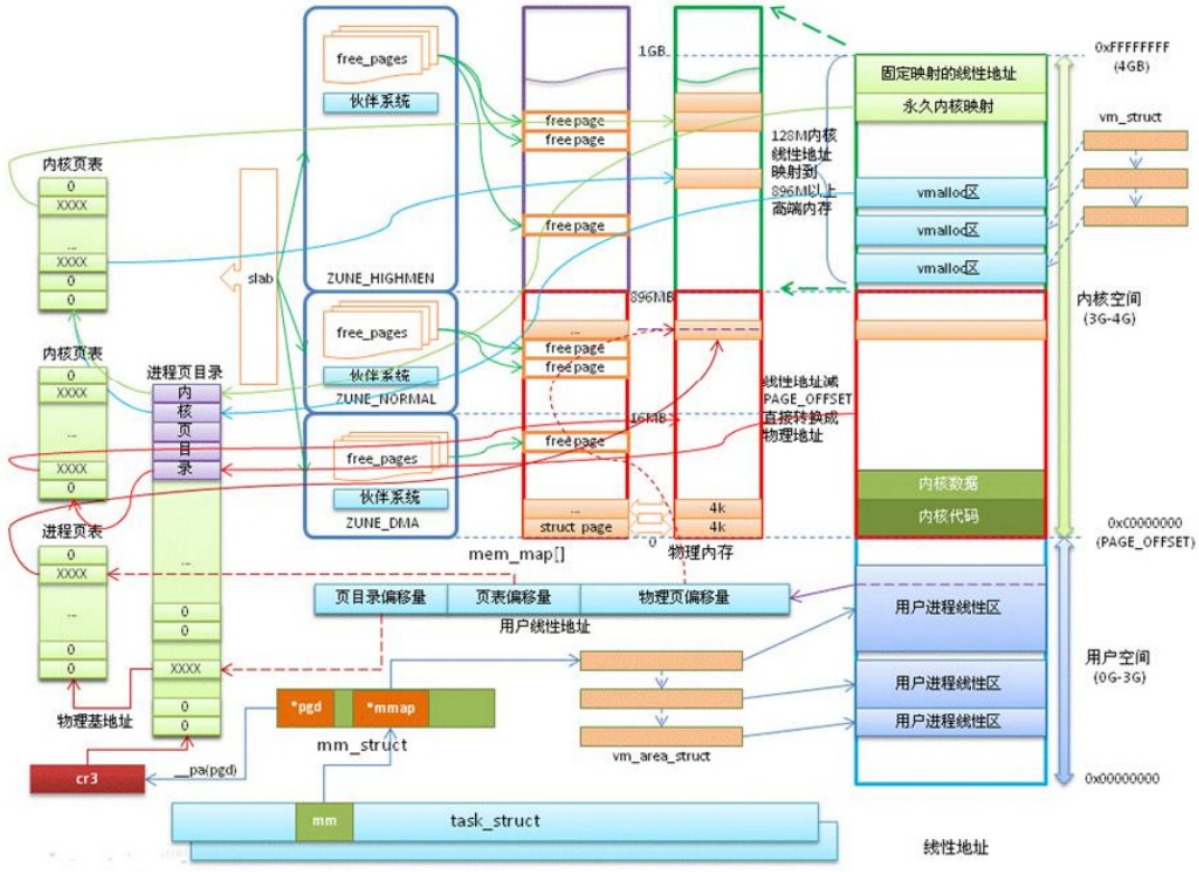 free_pages
伙伴系统
ZUNE_HIGHMEN
free page
free page
free page
1GB
128M内核
线性地址
映射到
896M以上
高端内存
固定映射的线性地址
永久内核映射
vmalloc区
vmalloc区
vmalloc区
0xFFFFFFFF
(4GB)
vm_struct
内核页表
0
XXXX
...
XXXX
0
0
slab
896MB
free_pages
伙伴系统
ZUNE_NORMAL
...
free page
free page
内核空间
(3G-4G)
内核页表
0
XXXX
...
XXXX
0
进程页目录
内
核
页
目
录
...
0
0
XXXX
0
0
线性地址减
PAGE_OFFSET
直接转换成
物理地址
16MB
free_pages
伙伴系统
ZUNE_DMA
free page
...
struct page
4k
4k
0
mem_map[]
物理内存
内核数据
内核代码
0xC0000000
(PAGE_OFFSET)
进程页表
0
XXXX
...
0
0
物理基地址
页目录偏移量
页表偏移量
物理页偏移量
用户线性地址
用户进程线性区
用户进程线性区
用户进程线性区
用户空间
(0G-3G)
*pgd
*mmap
mm_struct
vm_area_struct
cr3
__pa(pgd)
0x00000000
mm
task_struct
线性地址